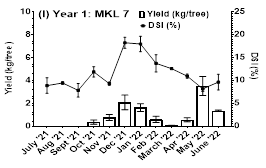 (I) Year 1: MKL 7
Yield (kg/tree)
DSI (%)
Yield (kg/tree)
10
8
6
4
2
0
DSI (%)
25
20
15
10
5
0
July '21
Aug '21
Sept '21
Oct '21
Nov. '21
Dec '21
Jan '22
Feb '22
March '22
April '22
May '22
June '22